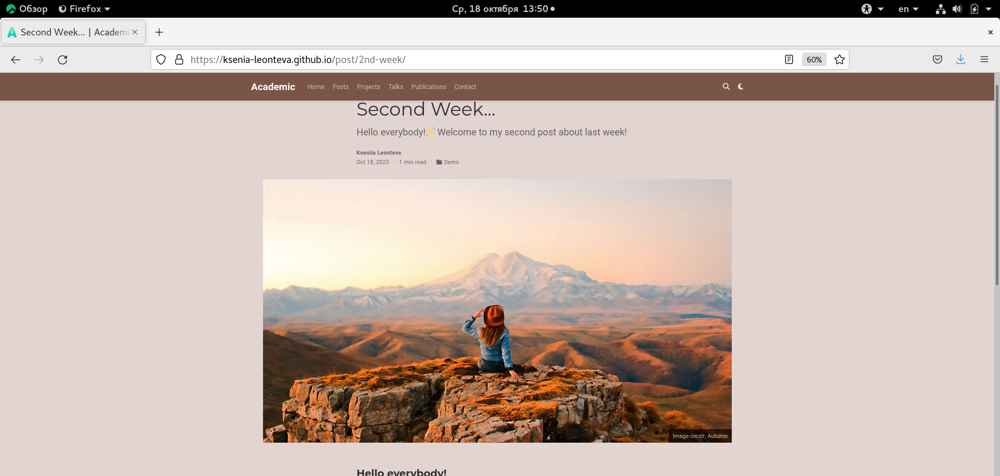 Обзор Firefox Ср, 18 октября 13:50 en
Second Week... | Academi
https://ksenia-leonteva.github.io/post/2nd-week/ 60%
Academic Home Posts Projects Talks Publications Contact
Second Week...
Hello everybody!👋 Welcome to my second post about last week!
Kseniia Leonteva
Oct 18, 2023 · 1 min read · Demo
Image credit: Autumn
Hello everybody!